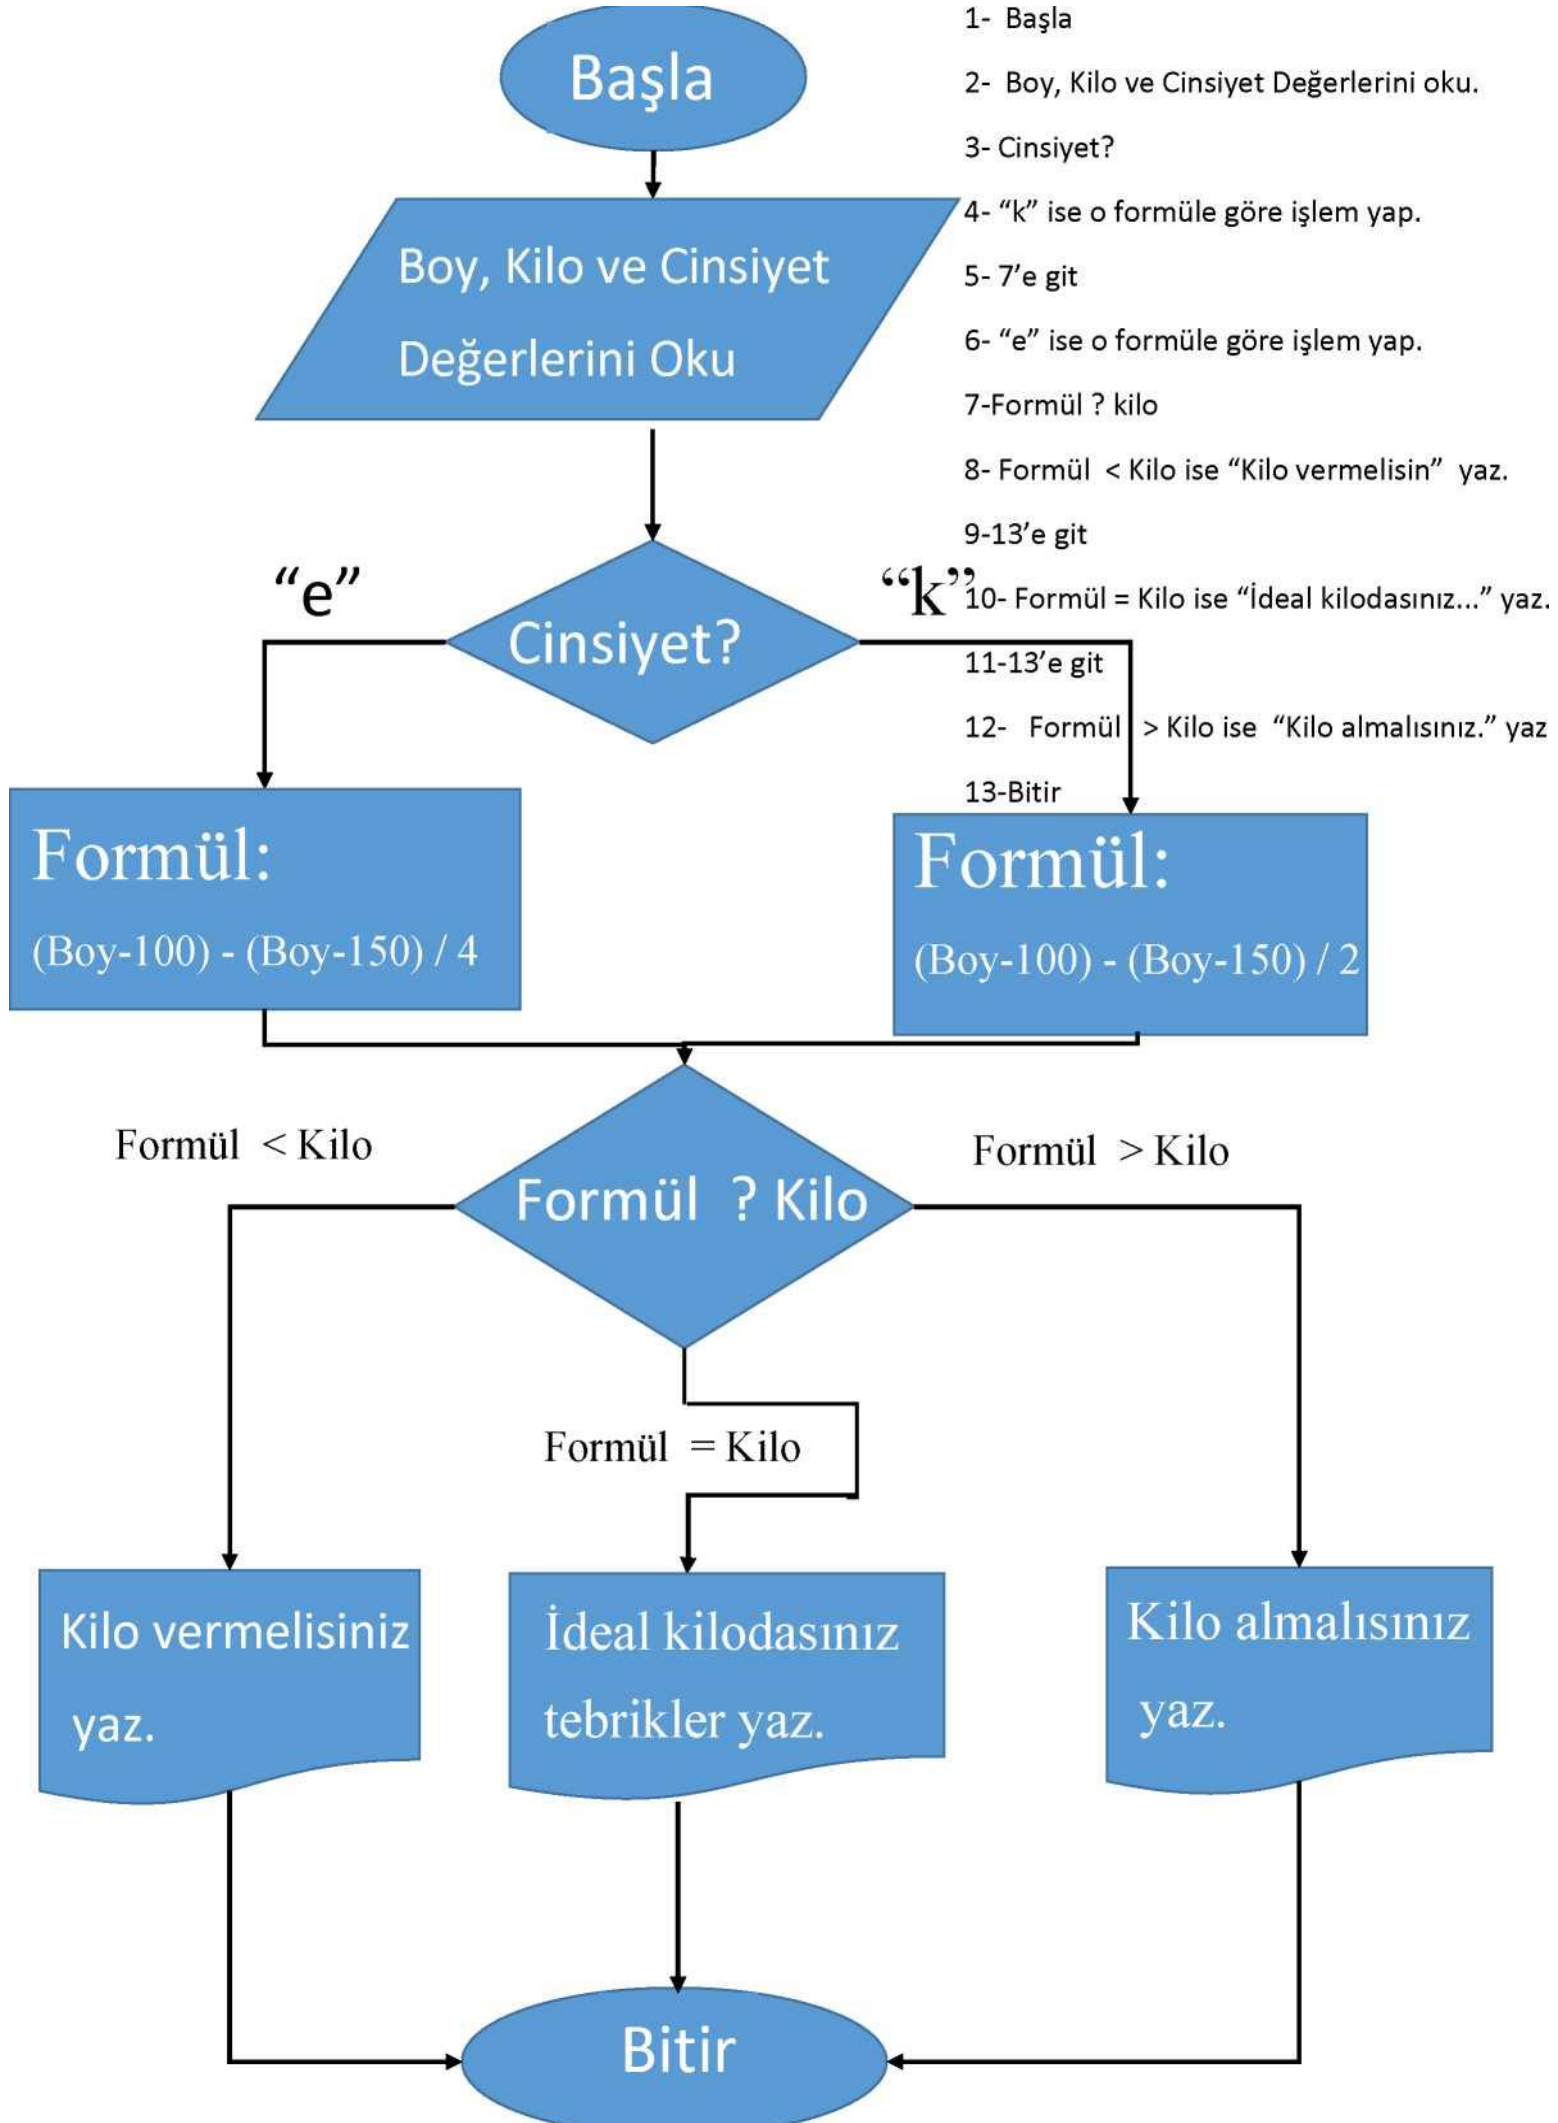 Başla
Boy, Kilo ve Cinsiyet
Değerlerini Oku
1- Başla
2- Boy, Kilo ve Cinsiyet Değerlerini oku.
3- Cinsiyet?
4- “k” ise o formüle göre işlem yap.
5- 7’e git
6- “e” ise o formüle göre işlem yap.
7-Formül ? kilo
8- Formül < Kilo ise “Kilo vermelisin” yaz.
9-13’e git
10- Formül = Kilo ise “İdeal kilodasınız...” yaz.
11-13’e git
12- Formül > Kilo ise “Kilo almalısınız.” yaz
13-Bitir
“e”
“k”
Cinsiyet?
Formül:
(Boy-100) - (Boy-150) / 4
Formül:
(Boy-100) - (Boy-150) / 2
Formül < Kilo
Formül ? Kilo
Formül > Kilo
Formül = Kilo
Kilo vermelisiniz
yaz.
İdeal kilodasınız
tebrikler yaz.
Kilo almalısınız
yaz.
Bitir